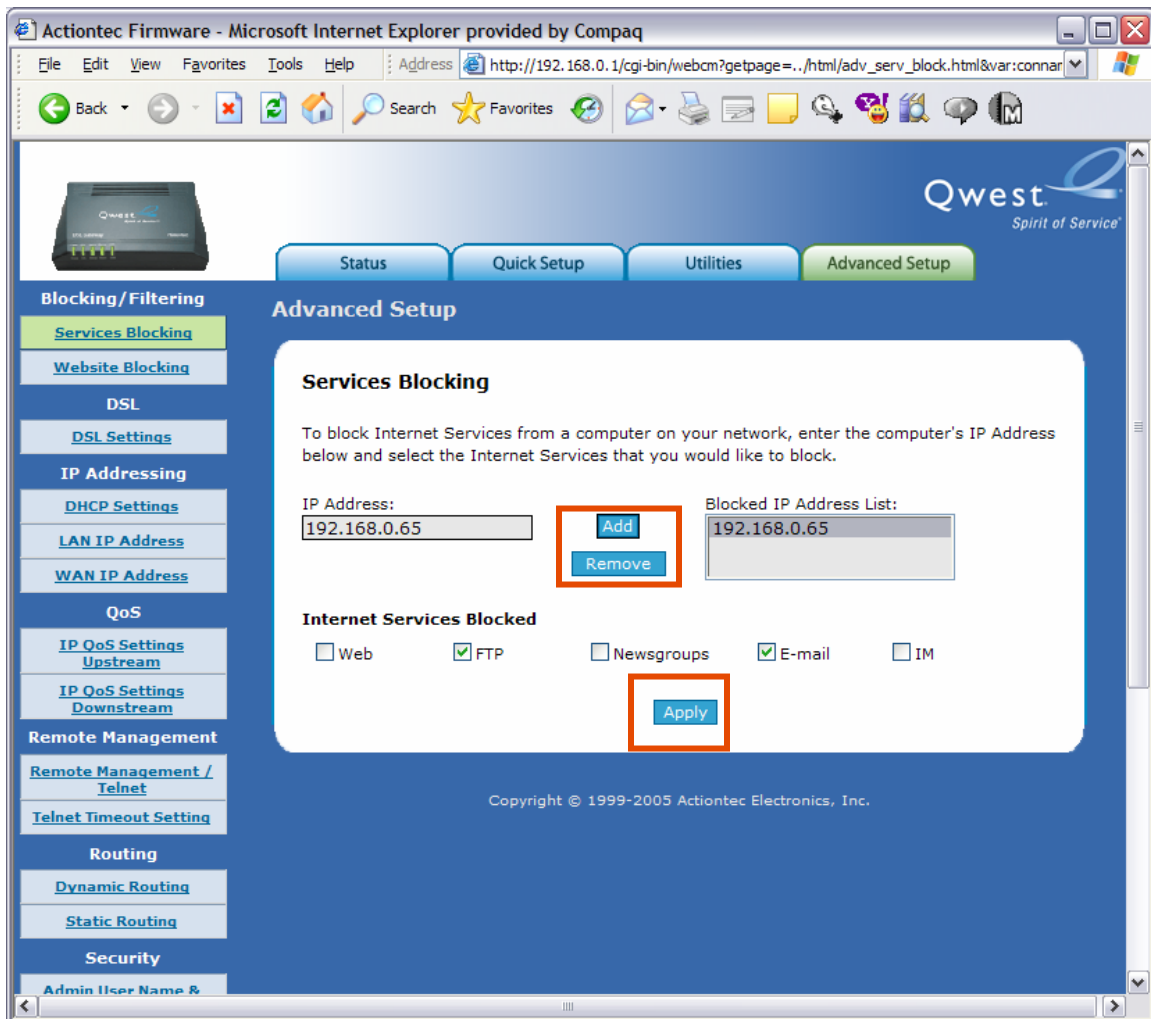 Actiontec Firmware - Microsoft Internet Explorer provided by Compaq
File Edit View Favorites Tools Help Address http://192.168.0.1/cgi-bin/webcm?getpage=../html/adv_serv_block.html&var:connar
Back Search Favorites
Qwest
Spirit of Service
Qwest
Status Quick Setup Utilities Advanced Setup
Blocking/Filtering
Services Blocking
Website Blocking
DSL
DSL Settings
IP Addressing
DHCP Settings
LAN IP Address
WAN IP Address
QoS
IP QoS Settings
Upstream
IP QoS Settings
Downstream
Remote Management
Remote Management /
Telnet
Telnet Timeout Setting
Routing
Dynamic Routing
Static Routing
Security
Admin User Name &
Advanced Setup
Services Blocking
To block Internet Services from a computer on your network, enter the computer's IP Address
below and select the Internet Services that you would like to block.
IP Address:
192.168.0.65
Add
Remove
Blocked IP Address List:
192.168.0.65
Internet Services Blocked
Web FTP Newsgroups E-mail IM
Apply
Copyright © 1999-2005 Actiontec Electronics, Inc.